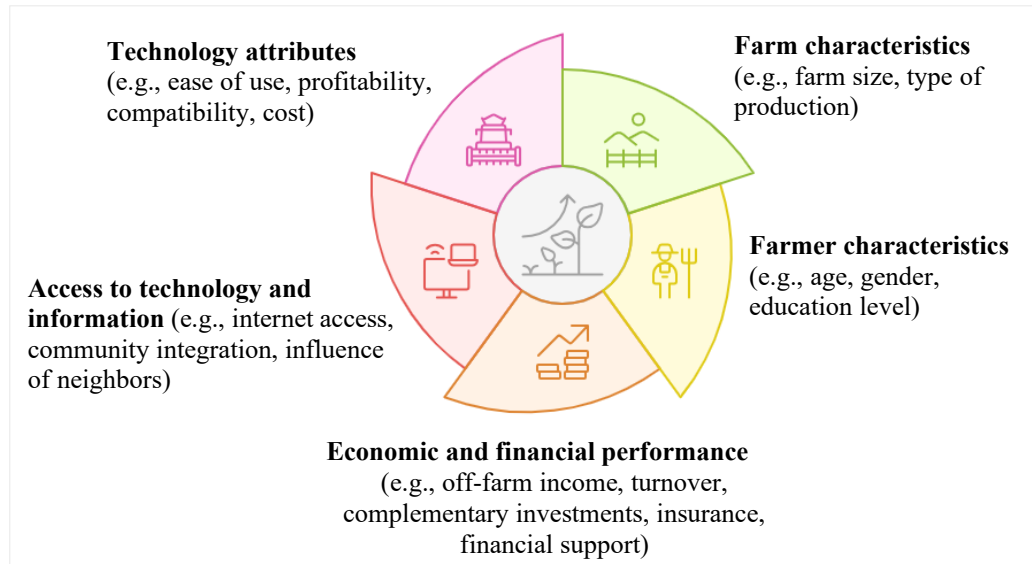 Technology attributes
(e.g., ease of use, profitability,
compatibility, cost)
Farm characteristics
(e.g., farm size, type of
production)
Farmer characteristics
(e.g., age, gender,
education level)
Access to technology and
information (e.g., internet access,
community integration, influence
of neighbors)
Economic and financial performance
(e.g., off-farm income, turnover,
complementary investments, insurance,
financial support)